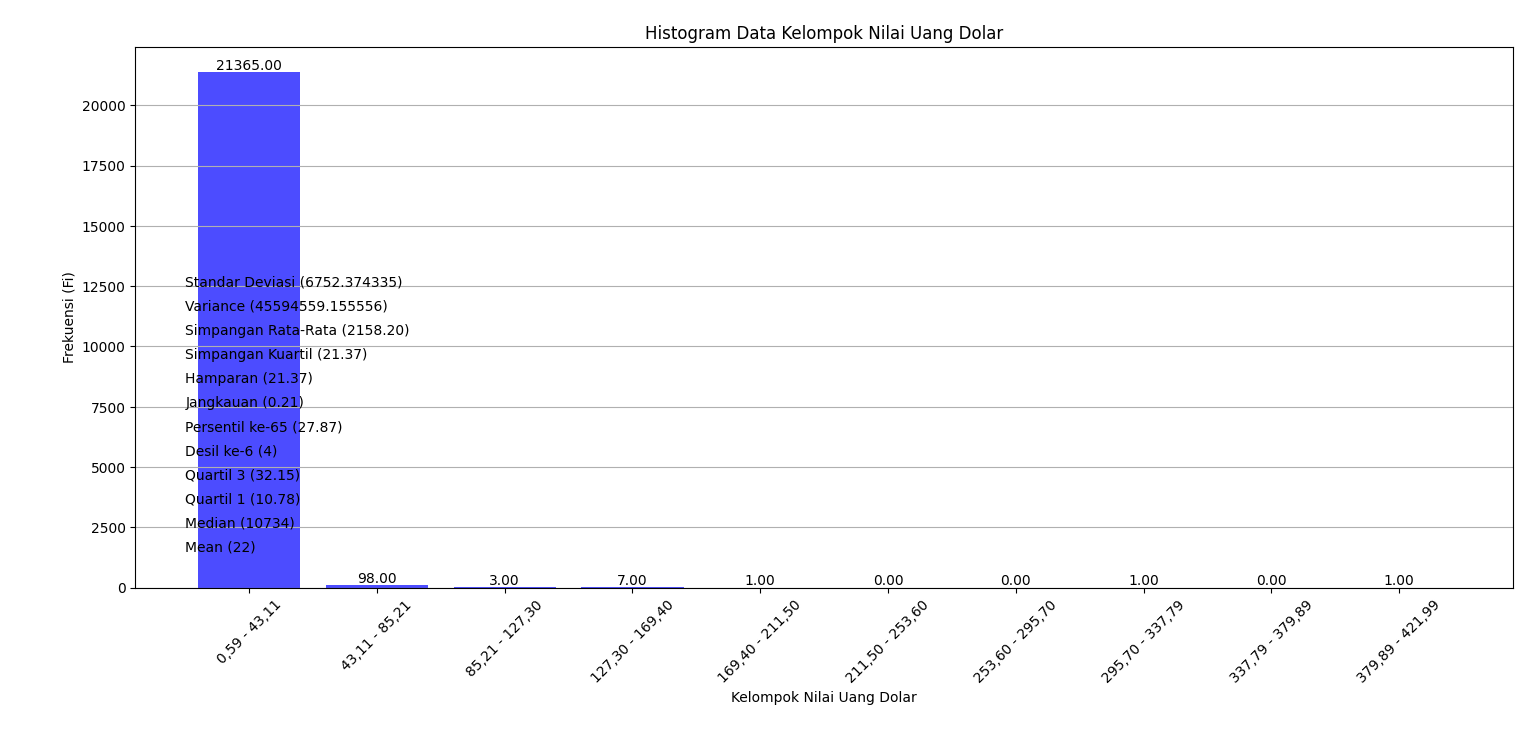 Histogram Data Kelompok Nilai Uang Dolar
21365.00
20000
17500
15000
12500
10000
7500
5000
2500
0
Frekuensi (Fi)
Standar Deviasi (6752.374335)
Variance (45594559.155556)
Simpangan Rata-Rata (2158.20)
Simpangan Kuartil (21.37)
Hamparan (21.37)
Jangkauan (0.21)
Persentil ke-65 (27.87)
Desil ke-6 (4)
Quartil 3 (32.15)
Quartil 1 (10.78)
Median (10734)
Mean (22)
98.00
3.00
7.00
1.00
0.00
0.00
1.00
0.00
1.00
0,59 - 43,11
43,11 - 85,21
85,21 - 127,30
127,30 - 169,40
169,40 - 211,50
211,50 - 253,60
253,60 - 295,70
295,70 - 337,79
337,79 - 379,89
379,89 - 421,99
Kelompok Nilai Uang Dolar